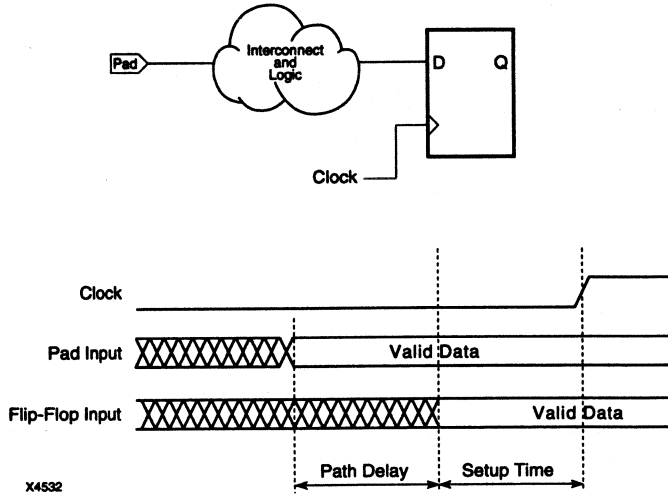 Pad
Interconnect
and
Logic
D Q
Clock
Clock
Pad Input
Valid Data
Flip-Flop Input
Valid Data
Path Delay
Setup Time
X4532